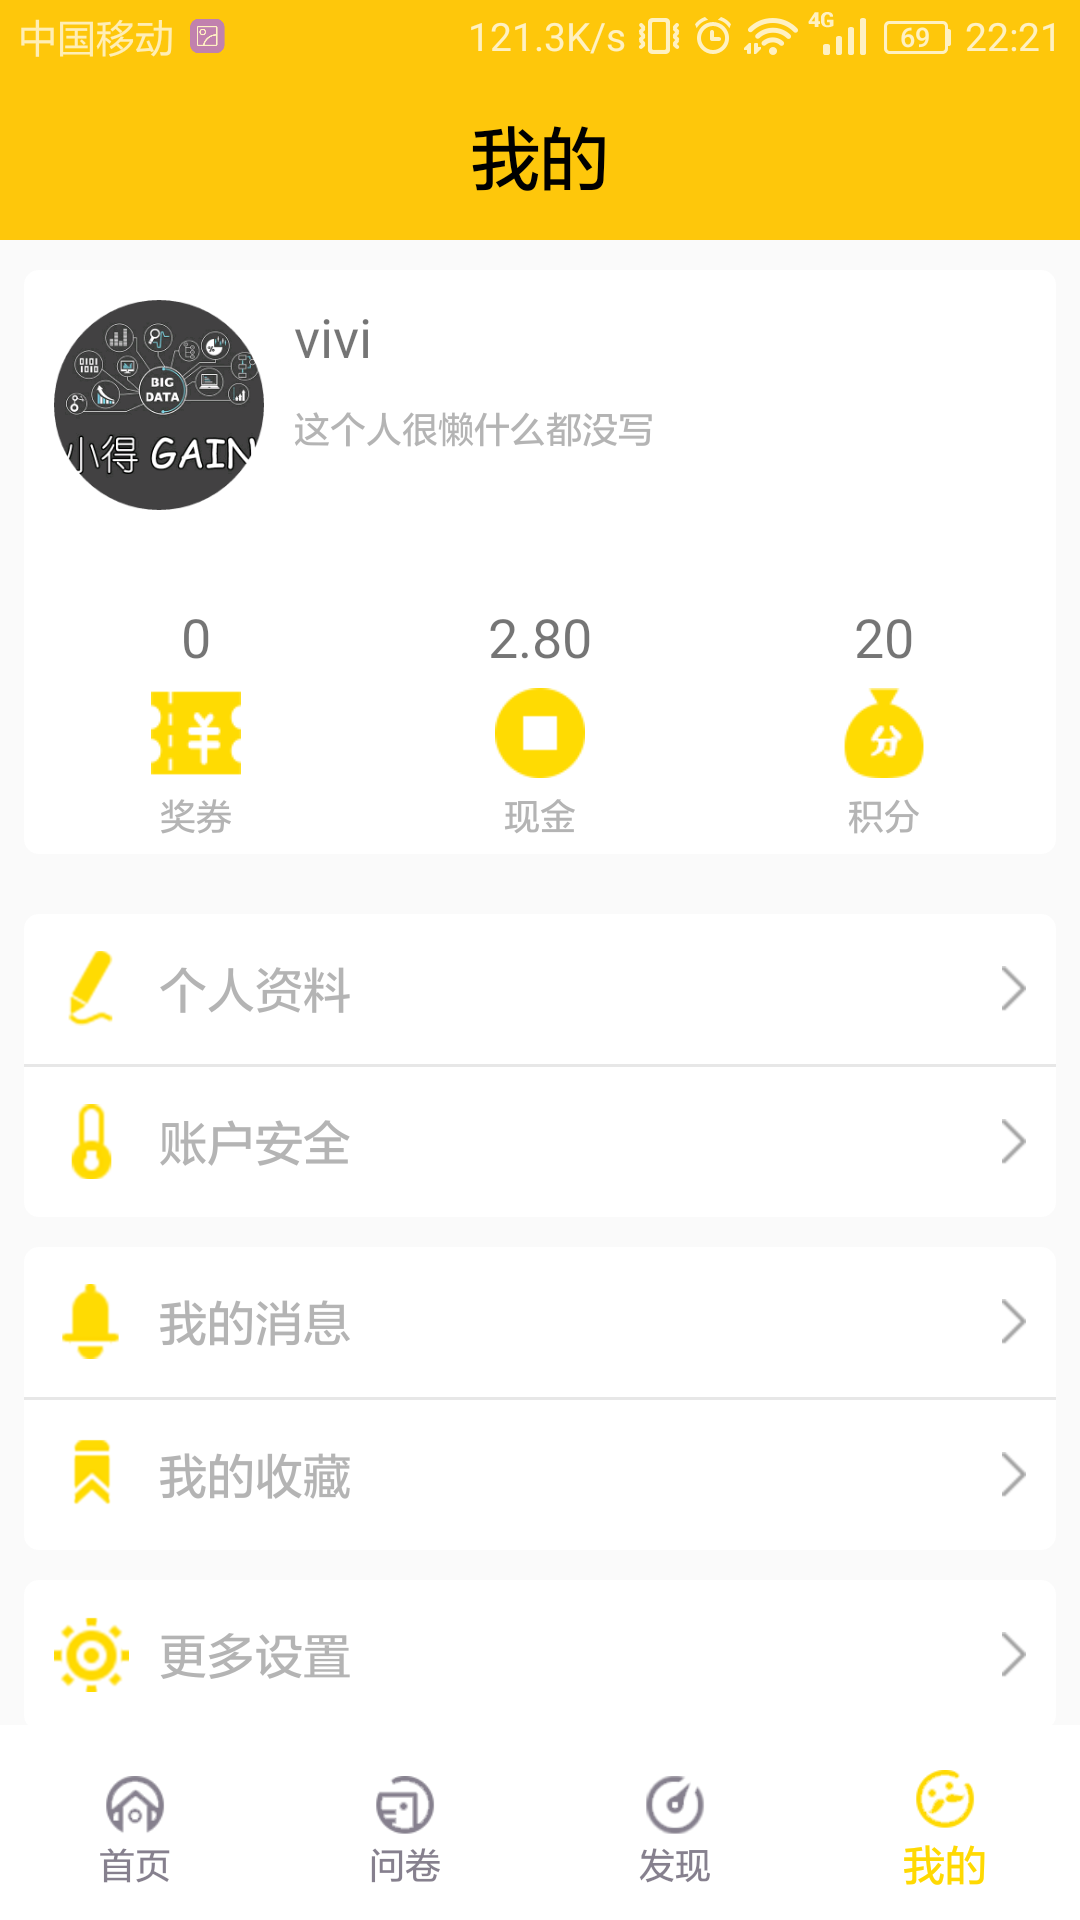 中国移动 121.3K/s 4G 69 22:21
我的
vivi
BIG
DATA
小得 GAIN
这个人很懒什么都没写
0 2.80 20
分
奖券 现金 积分
个人资料
账户安全
我的消息
我的收藏
更多设置
首页 问卷 发现 我的